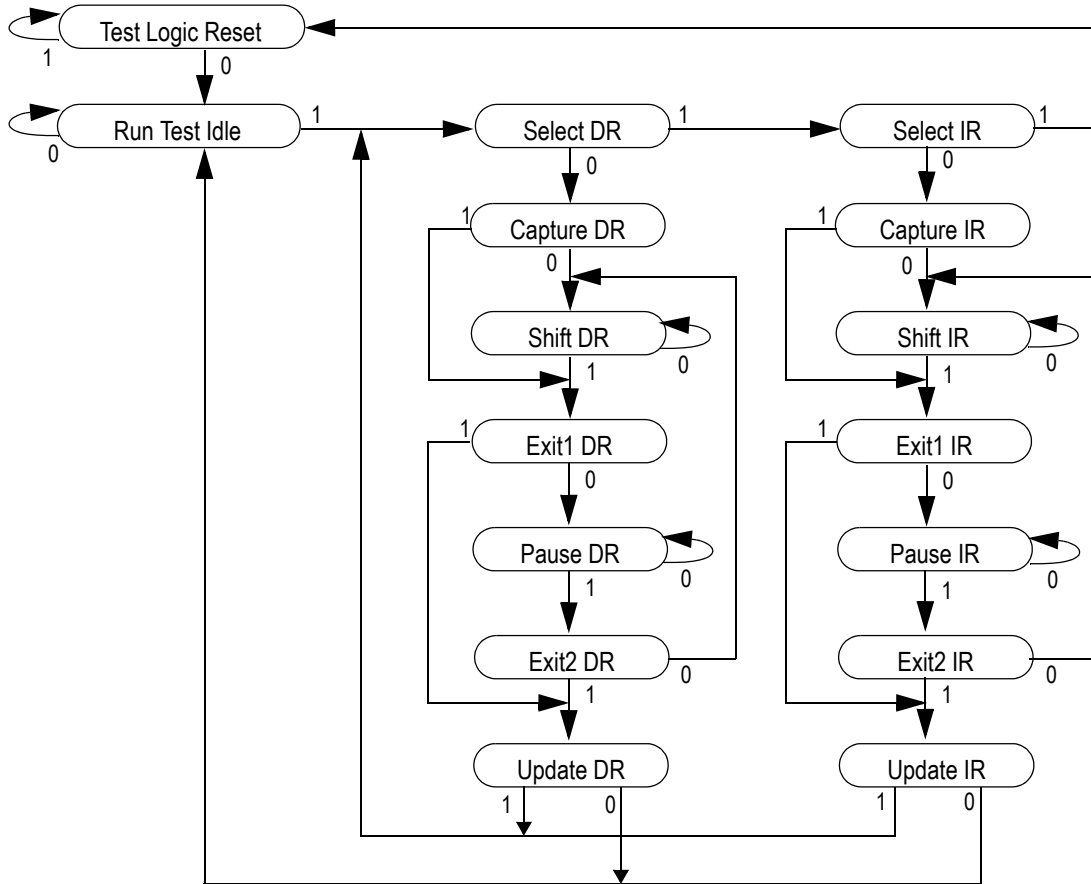 Test Logic Reset
1
0
Run Test Idle
1
Select DR
1
Select IR
1
0
0
0
1
Capture DR
1
Capture IR
0
0
Shift DR
Shift IR
0
0
1
1
1
Exit1 DR
1
Exit1 IR
0
0
Pause DR
Pause IR
0
0
1
1
Exit2 DR
Exit2 IR
0
0
1
1
Update DR
Update IR
1
0
1
0